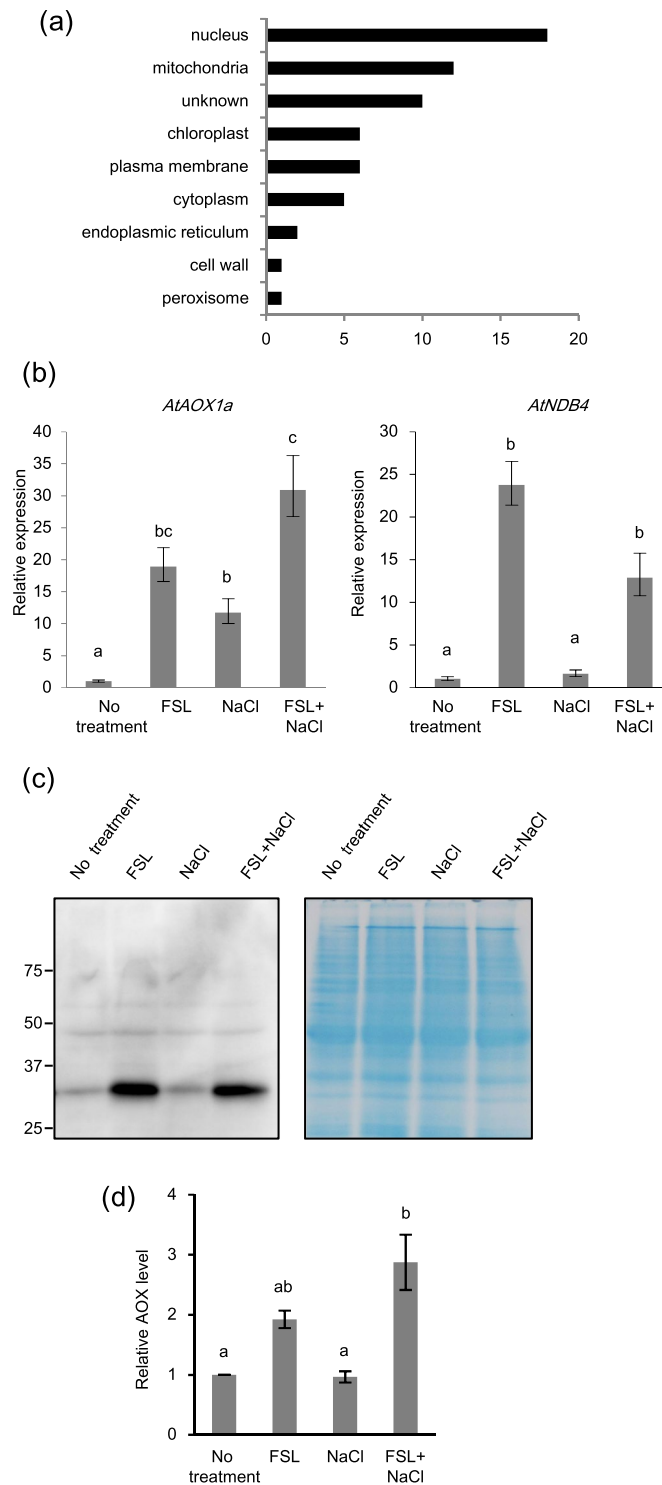 (a)
nucleus
mitochondria
unknown
chloroplast
plasma membrane
cytoplasm
endoplasmic reticulum
cell wall
peroxisome
0 5 10 15 20
(b)
AtAOX1a
Relative expression
40
35
30
25
20
15
10
5
0
a
bc
b
c
No treatment
FSL
NaCl
FSL+ NaCl
AtNDB4
Relative expression
30
25
20
15
10
5
0
a
b
a
b
No treatment
FSL
NaCl
FSL+ NaCl
(c)
No treatment
FSL
NaCl
FSL+NaCl
75
50
37
25
No treatment
FSL
NaCl
FSL+NaCl
(d)
Relative AOX level
4
3
2
1
0
a
ab
a
b
No treatment
FSL
NaCl
FSL+ NaCl